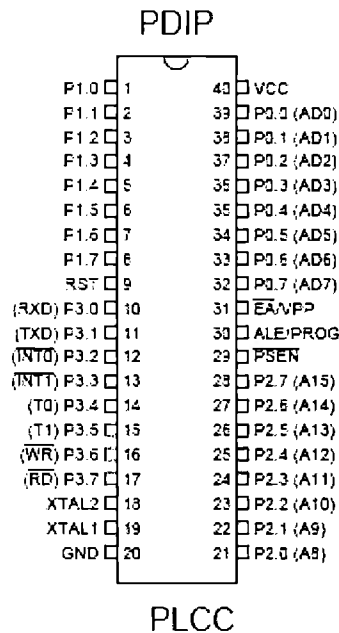 PDIP
P1.0 1 40 VCC
P1.1 2 39 P0.0 (AD0)
P1.2 3 38 P0.1 (AD1)
P1.3 4 37 P0.2 (AD2)
P1.4 5 36 P0.3 (AD3)
P1.5 6 35 P0.4 (AD4)
P1.6 7 34 P0.5 (AD5)
P1.7 8 33 P0.6 (AD6)
RST 9 32 P0.7 (AD7)
(RXD) P3.0 10 31 E̅A̅/VPP
(TXD) P3.1 11 30 ALE/PROG
(I̅N̅T̅0̅) P3.2 12 29 P̅S̅E̅N̅
(I̅N̅T̅1̅) P3.3 13 28 P2.7 (A15)
(T0) P3.4 14 27 P2.6 (A14)
(T1) P3.5 15 26 P2.5 (A13)
(W̅R̅) P3.6 16 25 P2.4 (A12)
(R̅D̅) P3.7 17 24 P2.3 (A11)
XTAL2 18 23 P2.2 (A10)
XTAL1 19 22 P2.1 (A9)
GND 20 21 P2.0 (A8)
PLCC